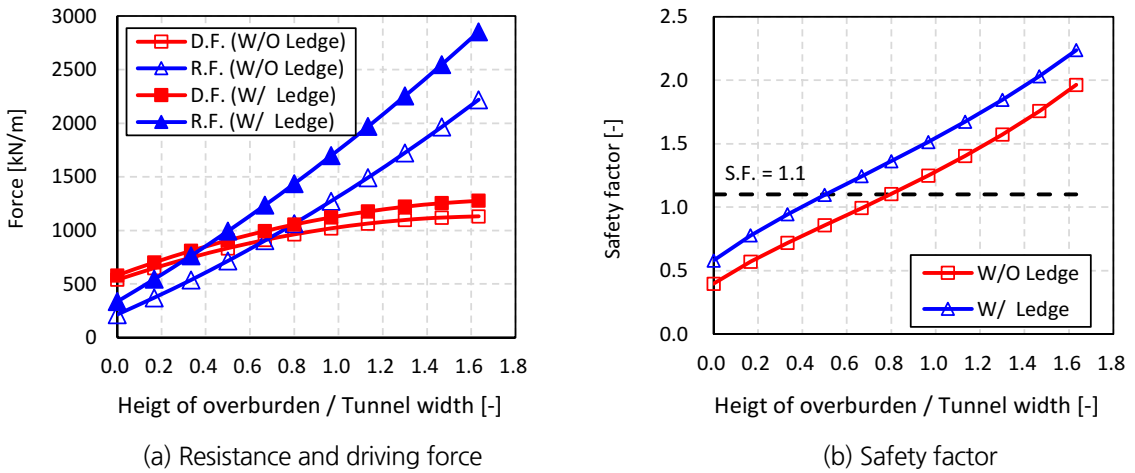 3000
2500
2000
1500
1000
500
0
Force [kN/m]
D.F. (W/O Ledge)
R.F. (W/O Ledge)
D.F. (W/ Ledge)
R.F. (W/ Ledge)
0.0 0.2 0.4 0.6 0.8 1.0 1.2 1.4 1.6 1.8
Heigt of overburden / Tunnel width [-]
(a) Resistance and driving force
2.5
2.0
1.5
1.0
0.5
0.0
Safety factor [-]
S.F. = 1.1
W/O Ledge
W/ Ledge
0.0 0.2 0.4 0.6 0.8 1.0 1.2 1.4 1.6 1.8
Heigt of overburden / Tunnel width [-]
(b) Safety factor